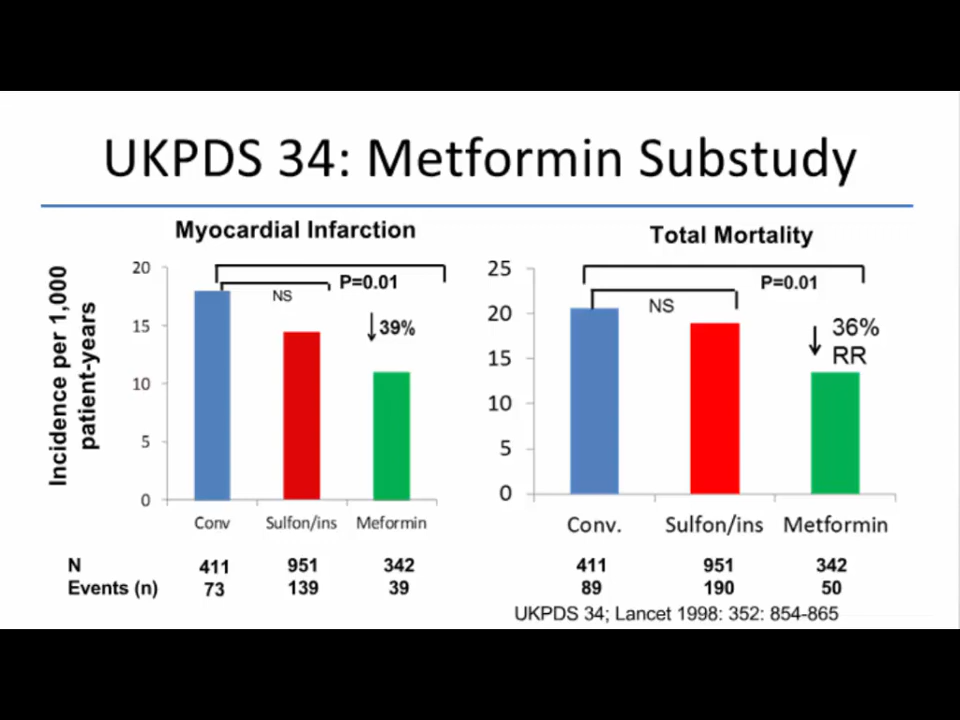 UKPDS 34: Metformin Substudy
Myocardial Infarction
Incidence per 1,000
patient-years
20
15
10
5
0
P=0.01
NS
39%
Conv Sulfon/ins Meformin
N 411 951 342
Events (n) 73 139 39
Total Mortality
25
20
15
10
5
0
P=0.01
NS
36%
RR
Conv. Sulfon/ins Metformin
411 951 342
89 190 50
UKPDS 34; Lancet 1998: 352: 854-865